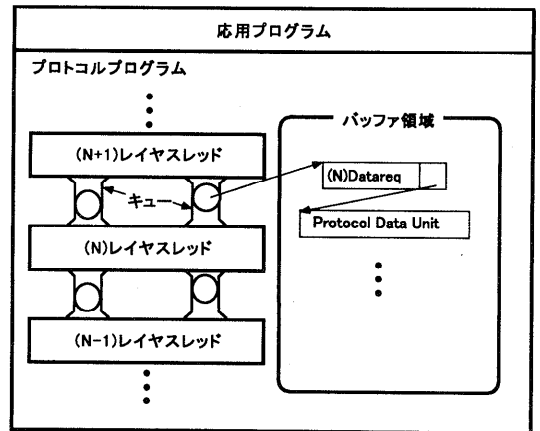 応用プログラム
プロトコルプログラム
バッファ領域
(N+1)レイヤスレッド
(N)Datareq
キュー
Protocol Data Unit
(N)レイヤスレッド
(N-1)レイヤスレッド